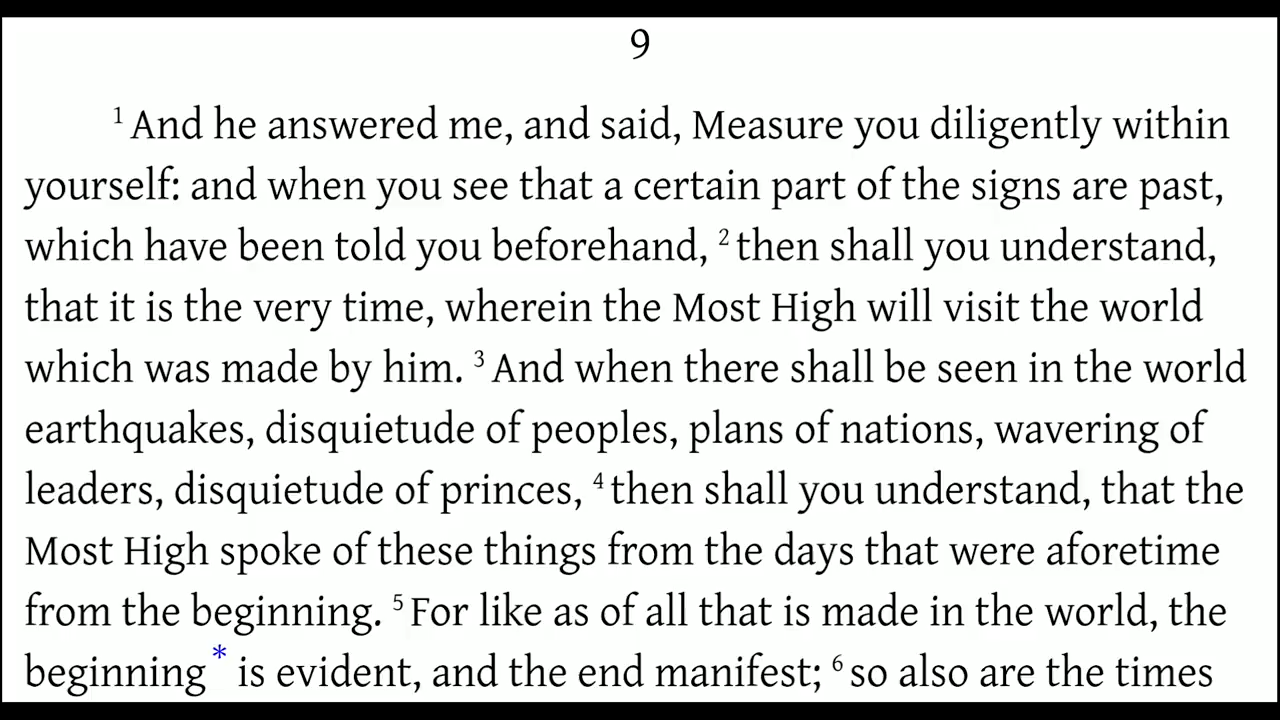 9
1 And he answered me, and said, Measure you diligently within
yourself: and when you see that a certain part of the signs are past,
which have been told you beforehand, 2 then shall you understand,
that it is the very time, wherein the Most High will visit the world
which was made by him. 3 And when there shall be seen in the world
earthquakes, disquietude of peoples, plans of nations, wavering of
leaders, disquietude of princes, 4 then shall you understand, that the
Most High spoke of these things from the days that were aforetime
from the beginning. 5 For like as of all that is made in the world, the
beginning * is evident, and the end manifest; 6 so also are the times